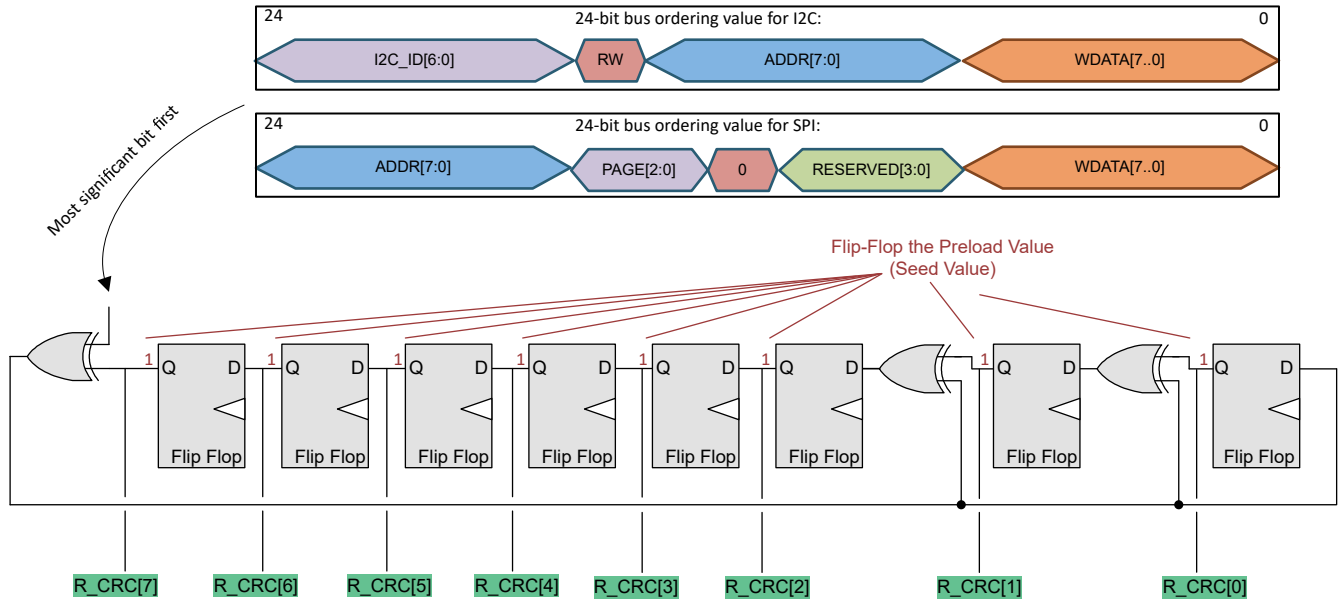 24
24-bit bus ordering value for I2C:
0
I2C_ID[6:0]
RW
ADDR[7:0]
WDATA[7..0]
Most significant bit first
24
24-bit bus ordering value for SPI:
0
ADDR[7:0]
PAGE[2:0]
0
RESERVED[3:0]
WDATA[7..0]
Flip-Flop the Preload Value
(Seed Value)
1
Q D
Flip Flop
1
Q D
Flip Flop
1
Q D
Flip Flop
1
Q D
Flip Flop
1
Q D
Flip Flop
1
Q D
Flip Flop
1
Q D
Flip Flop
1
Q D
Flip Flop
R_CRC[7]
R_CRC[6]
R_CRC[5]
R_CRC[4]
R_CRC[3]
R_CRC[2]
R_CRC[1]
R_CRC[0]